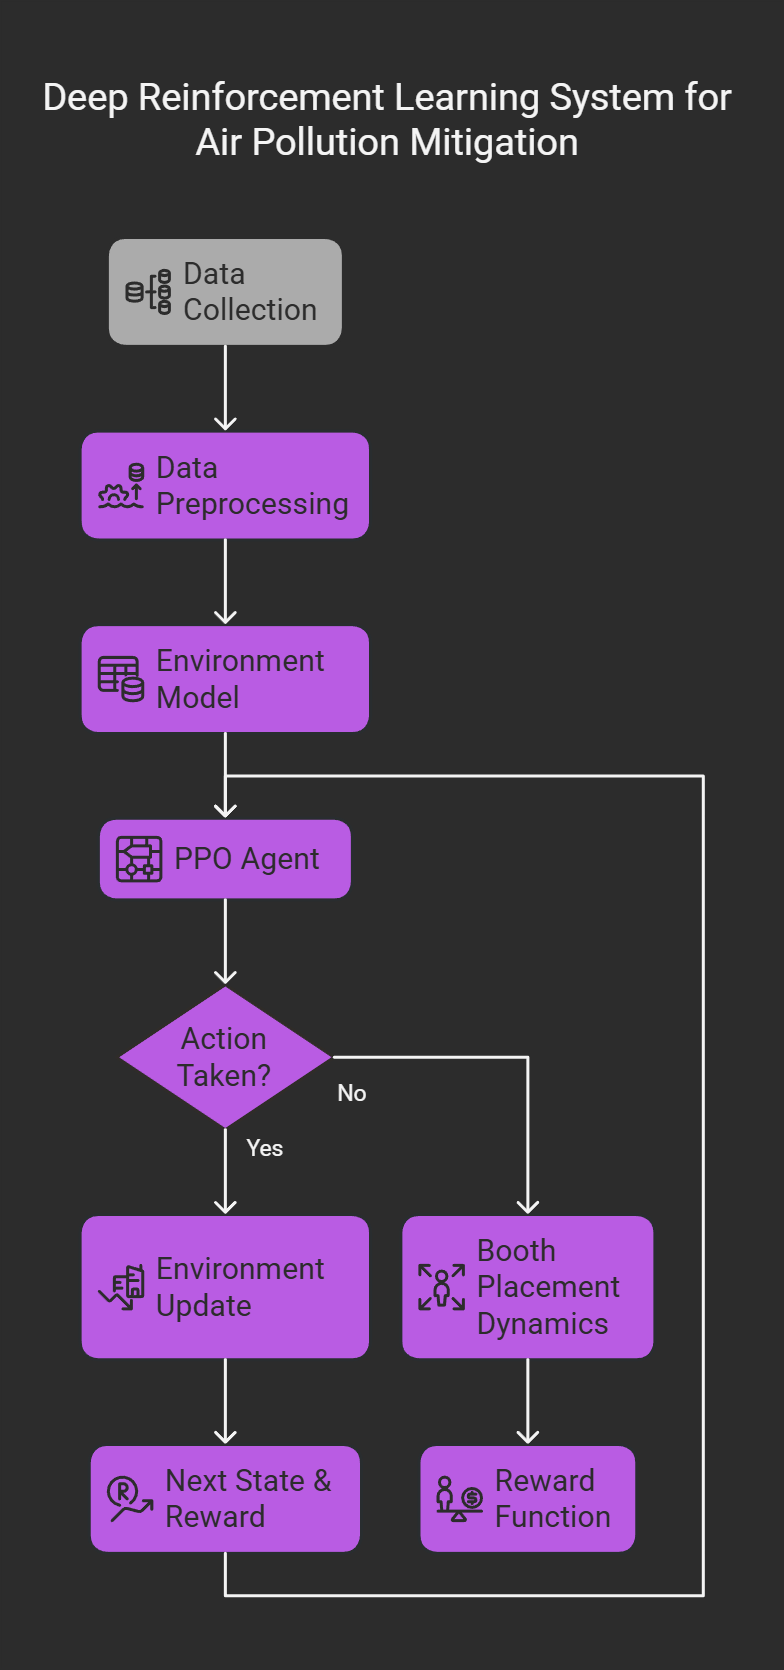 Deep Reinforcement Learning System for
Air Pollution Mitigation
Data
Collection
Data
Preprocessing
Environment
Model
PPO Agent
Action
Taken?
No
Yes
Environment
Update
Booth
Placement
Dynamics
Next State &
Reward
Reward
Function